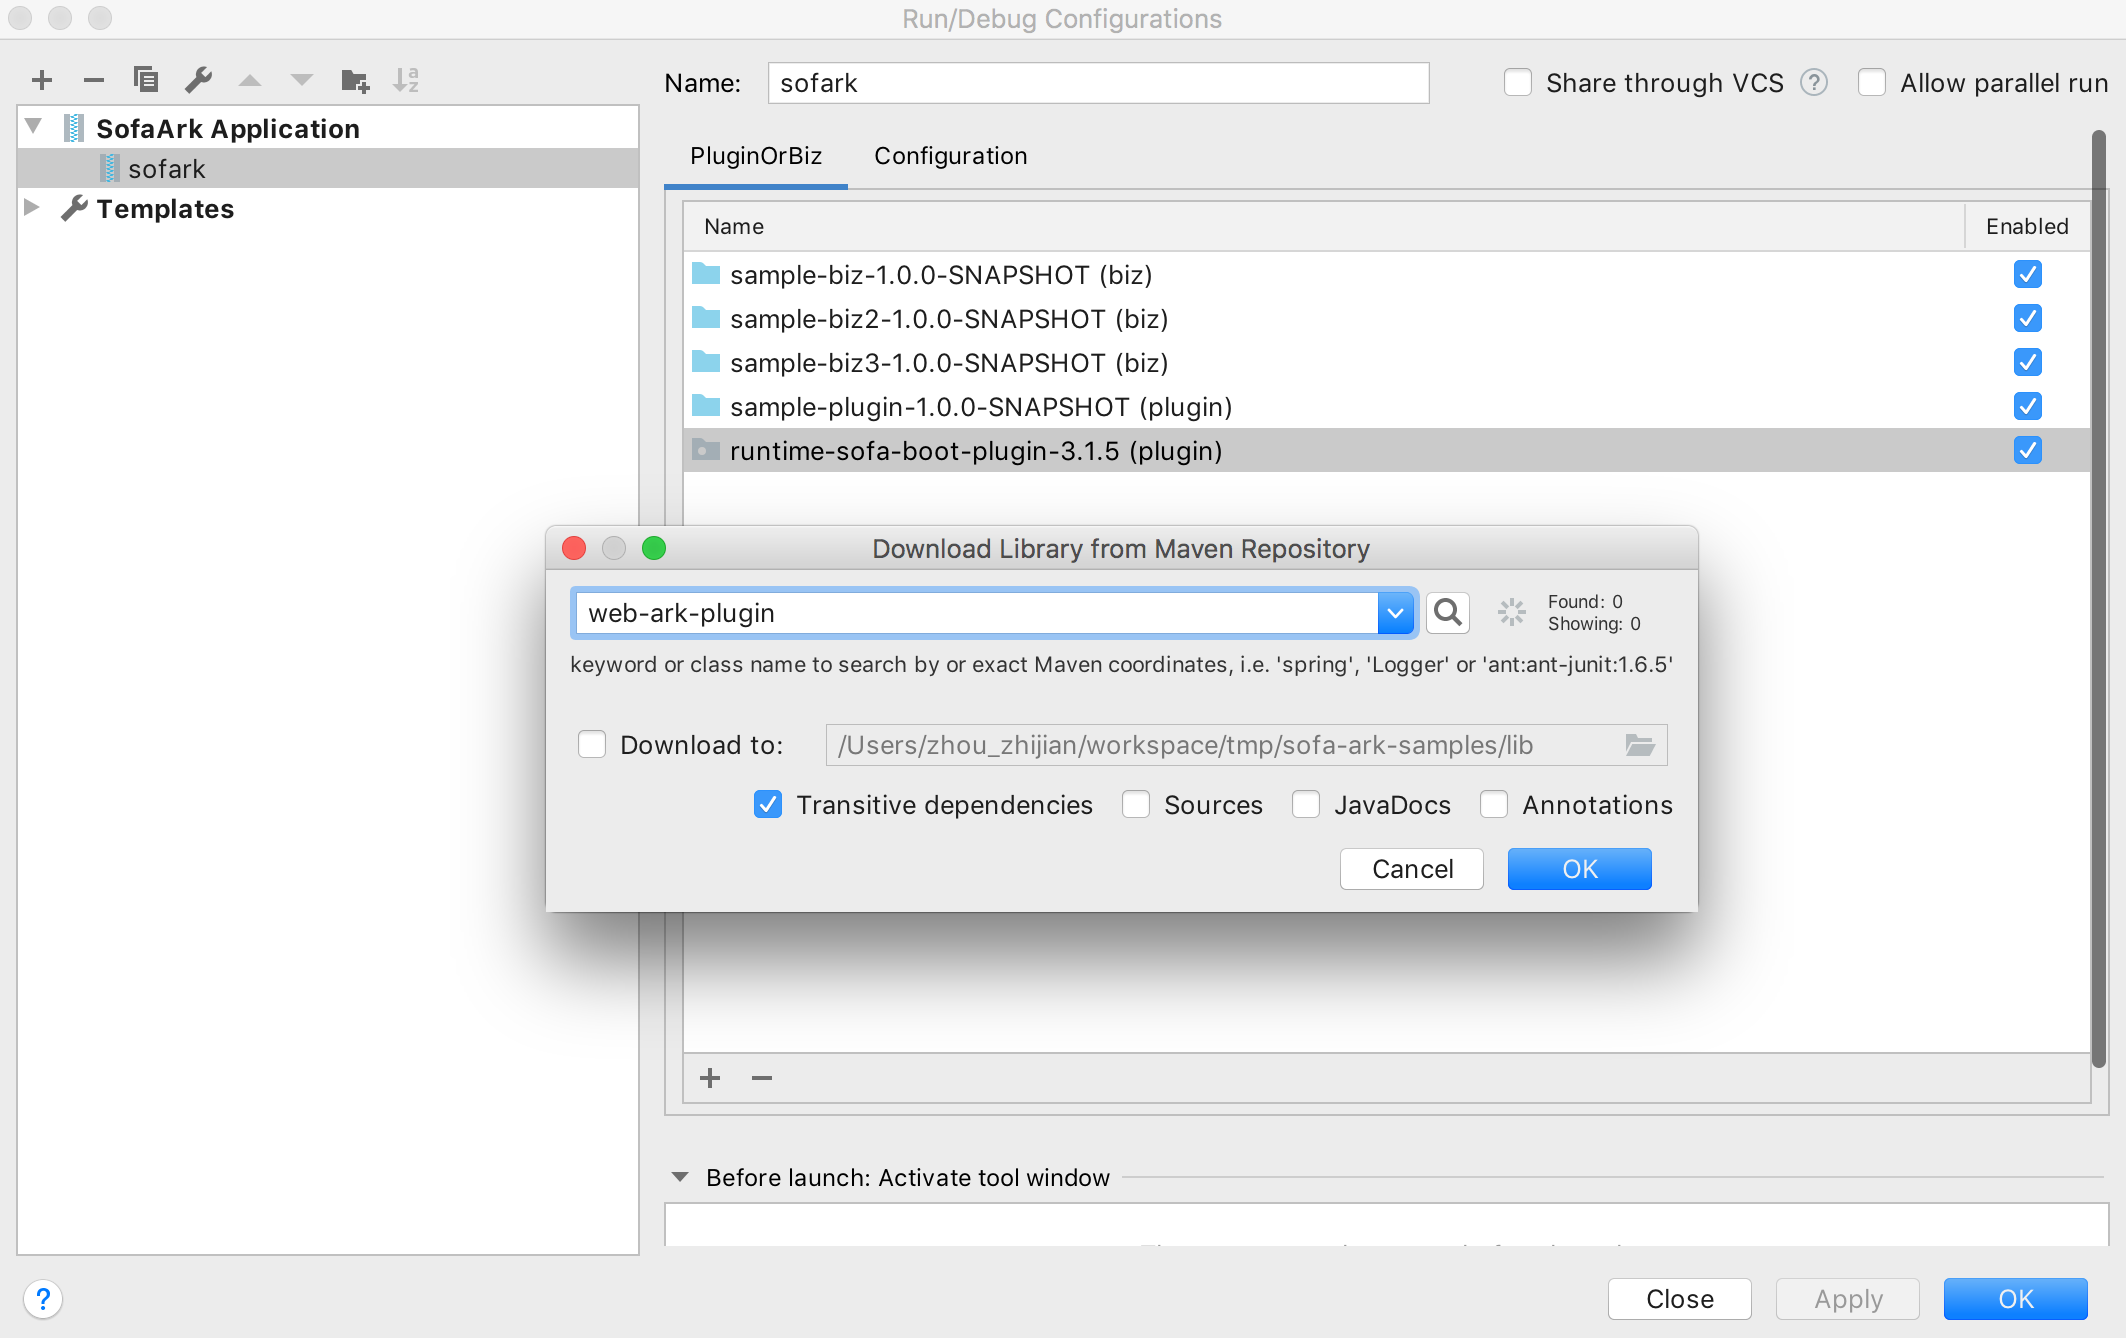 Run/Debug Configurations
Name: sofark
Share through VCS ? Allow parallel run
SofaArk Application
sofark
Templates
PluginOrBiz Configuration
Name Enabled
sample-biz-1.0.0-SNAPSHOT (biz)
sample-biz2-1.0.0-SNAPSHOT (biz)
sample-biz3-1.0.0-SNAPSHOT (biz)
sample-plugin-1.0.0-SNAPSHOT (plugin)
runtime-sofa-boot-plugin-3.1.5 (plugin)
Download Library from Maven Repository
web-ark-plugin
Found: 0
Showing: 0
keyword or class name to search by or exact Maven coordinates, i.e. 'spring', 'Logger' or 'ant:ant-junit:1.6.5'
Download to: /Users/zhou_zhijian/workspace/tmp/sofa-ark-samples/lib
Transitive dependencies Sources JavaDocs Annotations
Cancel OK
Before launch: Activate tool window
? Close Apply OK